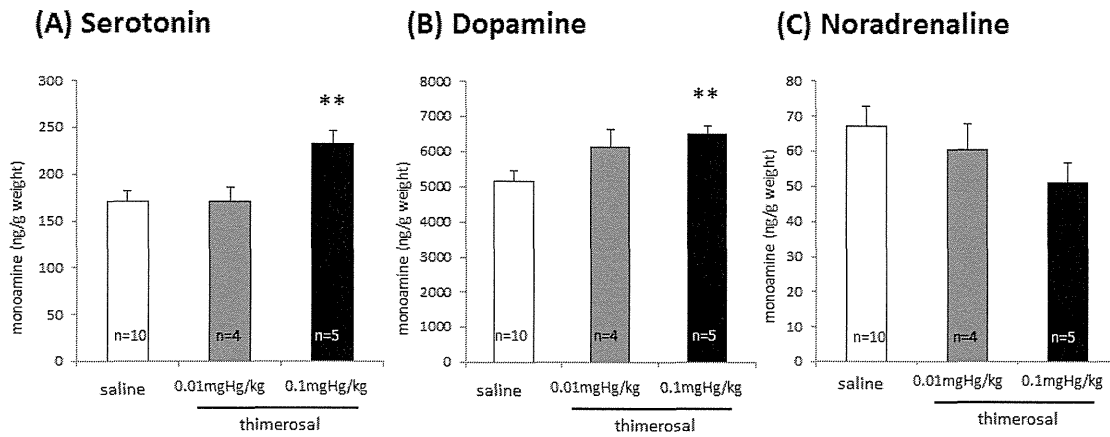 (A) Serotonin
monoamine (ng/g weight)
300
250
200
150
100
50
0
**
n=10
n=4
n=5
saline
0.01mgHg/kg
0.1mgHg/kg
thimerosal
(B) Dopamine
monoamine (ng/g weight)
8000
7000
6000
5000
4000
3000
2000
1000
0
**
n=10
n=4
n=5
saline
0.01mgHg/kg
0.1mgHg/kg
thimerosal
(C) Noradrenaline
monoamine (ng/g weight)
80
70
60
50
40
30
20
10
0
n=10
n=4
n=5
saline
0.01mgHg/kg
0.1mgHg/kg
thimerosal